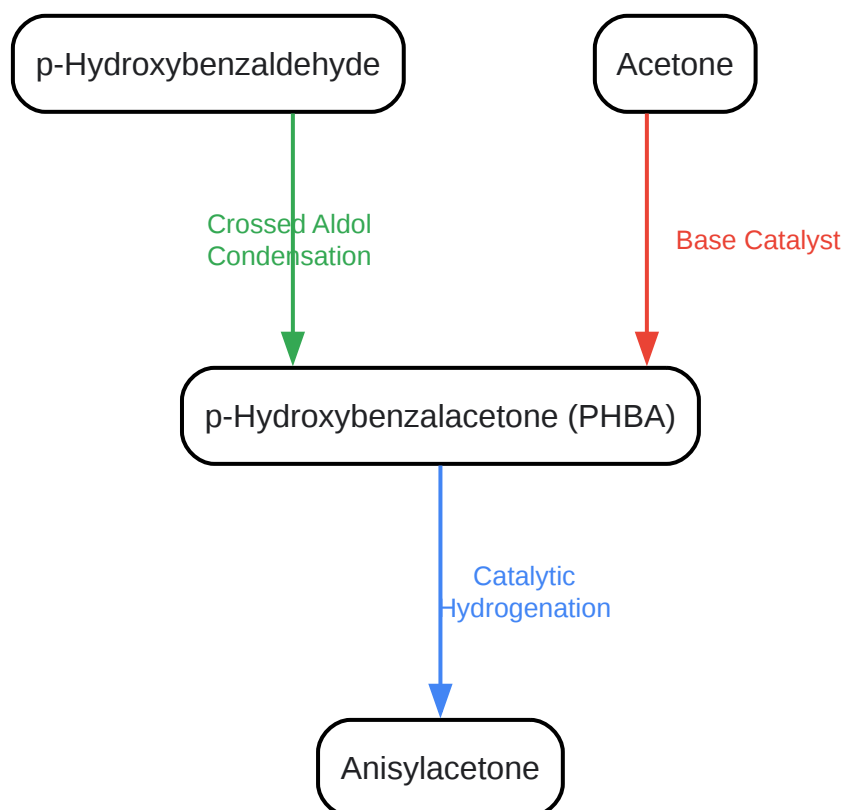 p-Hydroxybenzaldehyde
Acetone
Crossed Aldol
Condensation
Base Catalyst
p-Hydroxybenzalacetone (PHBA)
Catalytic
Hydrogenation
Anisylacetone